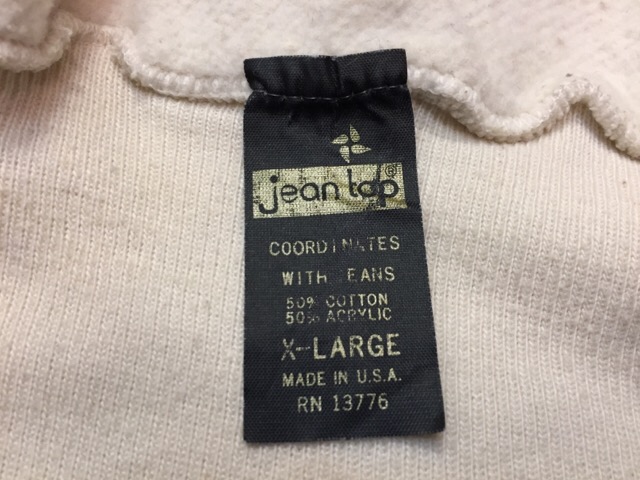 jean top®
COORDINATES
WITH JEANS
50% COTTON
50% ACRYLIC
X-LARGE
MADE IN U.S.A.
RN 13776